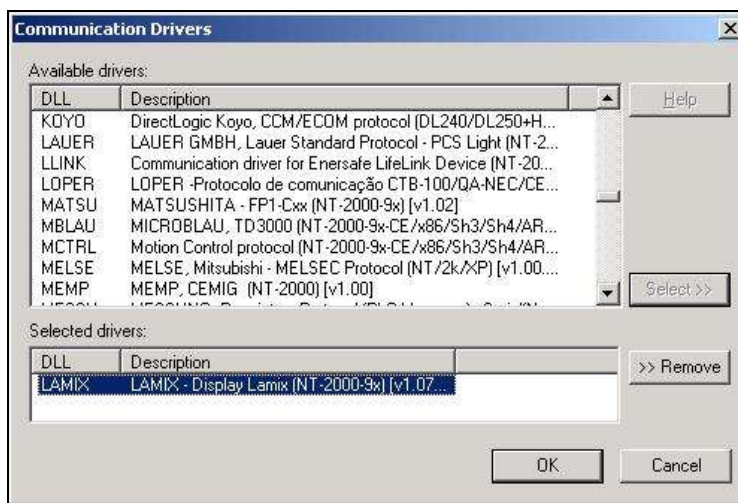 Communication Drivers
Available drivers:
DLL Description
KOYO DirectLogic Koyo, CCM/ECOM protocol (DL240/DL250+H...
LAUER LAUER GMBH, Lauer Standard Protocol - PCS Light (NT-2...
LLINK Communication driver for Enersafe LifeLink Device (NT-20...
LOPER LOPER -Protocolo de comunicação CTB-100/QA-NEC/CE...
MATSU MATSUSHITA - FP1-Cxx (NT-2000-9x) [v1.02]
MBLAU MICROBLAU, TD3000 (NT-2000-9x-CE/x86/Sh3/Sh4/AR...
MCTRL Motion Control protocol (NT-2000-9x-CE/x86/Sh3/Sh4/AR...
MELSE MELSE, Mitsubishi - MELSEC Protocol (NT/2k/XP) [v1.00....
MEMP MEMP, CEMIG (NT-2000) [v1.00]
Help
Select >>
Selected drivers:
DLL Description
LAMIX LAMIX - Display Lamix (NT-2000-9x) [v1.07...
>> Remove
OK Cancel